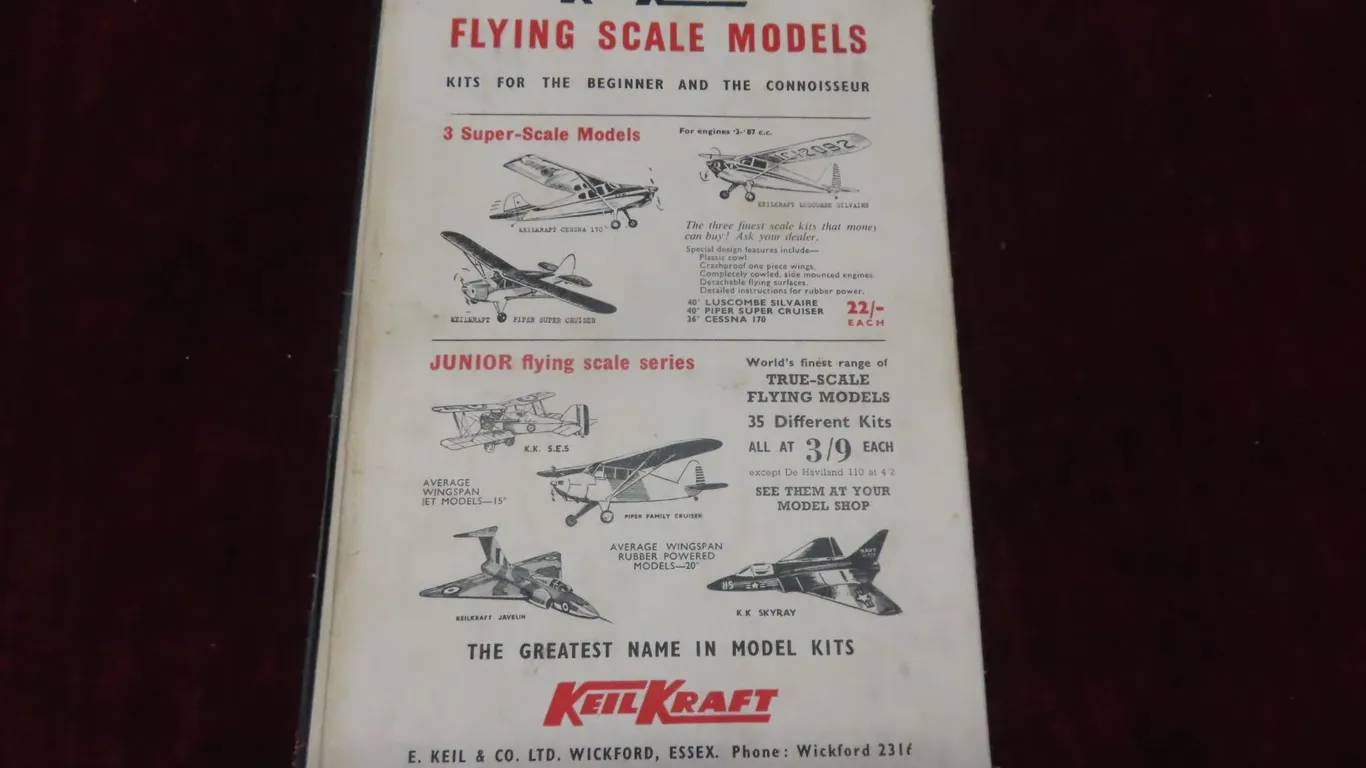 FLYING SCALE MODELS
KITS FOR THE BEGINNER AND THE CONNOISSEUR
3 Super-Scale Models
For engines ·5-·87 c.c.
KEILKRAFT CESSNA 170
KEILKRAFT LUSCOMBE SILVAIRE
KEILKRAFT PIPER SUPER CRUISER
The three finest scale kits that money
can buy! Ask your dealer.
Special design features include—
Plastic cowl
Crashproof one piece wings.
Completely cowled, side mounted engines
Detachable flying surfaces.
Detailed instructions for rubber power.
40" LUSCOMBE SILVAIRE
40" PIPER SUPER CRUISER
36" CESSNA 170
22/-
EACH
JUNIOR flying scale series
K.K. S.E.5
AVERAGE
WINGSPAN
JET MODELS—15"
PIPER FAMILY CRUISER
World's finest range of
TRUE-SCALE
FLYING MODELS
35 Different Kits
ALL AT 3/9 EACH
except De Haviland 110 at 4/2
SEE THEM AT YOUR
MODEL SHOP
AVERAGE WINGSPAN
RUBBER POWERED
MODELS—20"
KEILKRAFT JAVELIN
NAVY
115
K.K SKYRAY
THE GREATEST NAME IN MODEL KITS
KEILKRAFT
E. KEIL & CO. LTD. WICKFORD, ESSEX. Phone: Wickford 2316